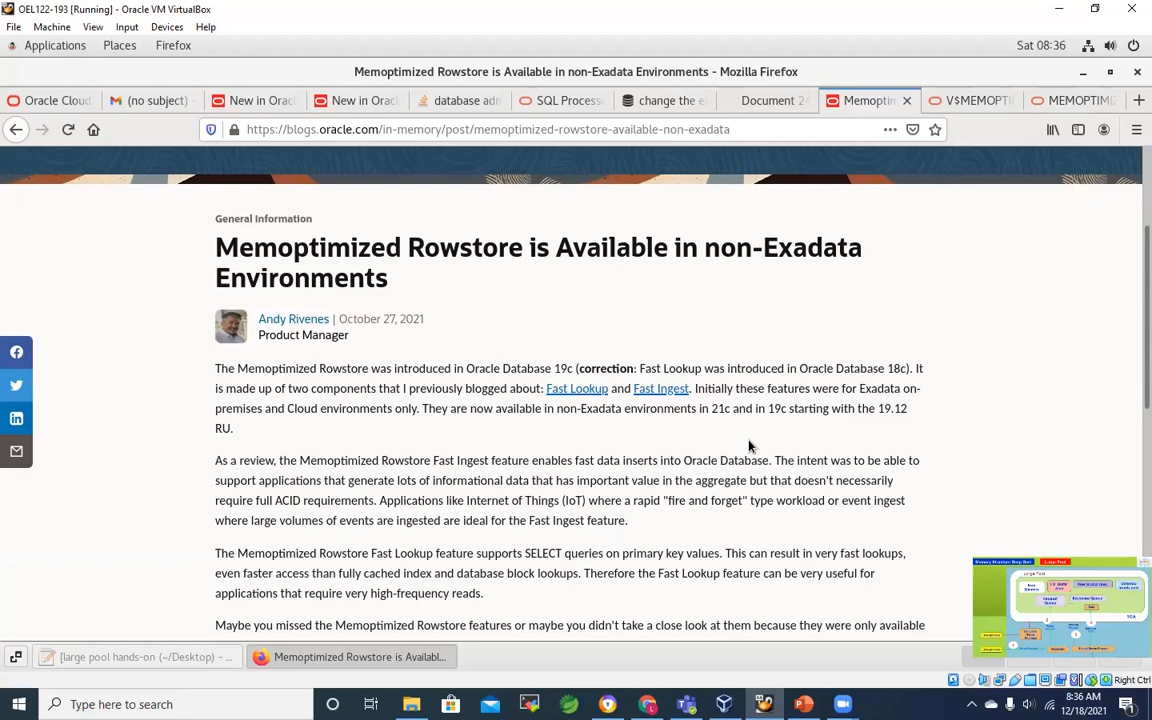 OEL122-193 [Running] - Oracle VM VirtualBox
File Machine View Input Devices Help
Applications Places Firefox Sat 08:36
Memoptimized Rowstore is Available in non-Exadata Environments - Mozilla Firefox
Oracle Cloud (no subject) New in Orac New in Orac database adm SQL Process change the e Document 24 Memoptim V$MEMOPTI MEMOPTIMI
https://blogs.oracle.com/in-memory/post/memoptimized-rowstore-available-non-exadata
General Information
Memoptimized Rowstore is Available in non-Exadata
Environments
Andy Rivenes | October 27, 2021
Product Manager
The Memoptimized Rowstore was introduced in Oracle Database 19c (correction: Fast Lookup was introduced in Oracle Database 18c). It
is made up of two components that I previously blogged about: Fast Lookup and Fast Ingest. Initially these features were for Exadata on-
premises and Cloud environments only. They are now available in non-Exadata environments in 21c and in 19c starting with the 19.12
RU.
As a review, the Memoptimized Rowstore Fast Ingest feature enables fast data inserts into Oracle Database. The intent was to be able to
support applications that generate lots of informational data that has important value in the aggregate but that doesn't necessarily
require full ACID requirements. Applications like Internet of Things (IoT) where a rapid "fire and forget" type workload or event ingest
where large volumes of events are ingested are ideal for the Fast Ingest feature.
The Memoptimized Rowstore Fast Lookup feature supports SELECT queries on primary key values. This can result in very fast lookups,
even faster access than fully cached index and database block lookups. Therefore the Fast Lookup feature can be very useful for
applications that require very high-frequency reads.
Maybe you missed the Memoptimized Rowstore features or maybe you didn't take a close look at them because they were only available
Large Pool
[large pool hands-on (~/Desktop) - ... Memoptimized Rowstore is Availabl...
Right Ctrl
Type here to search
8:36 AM
12/18/2021